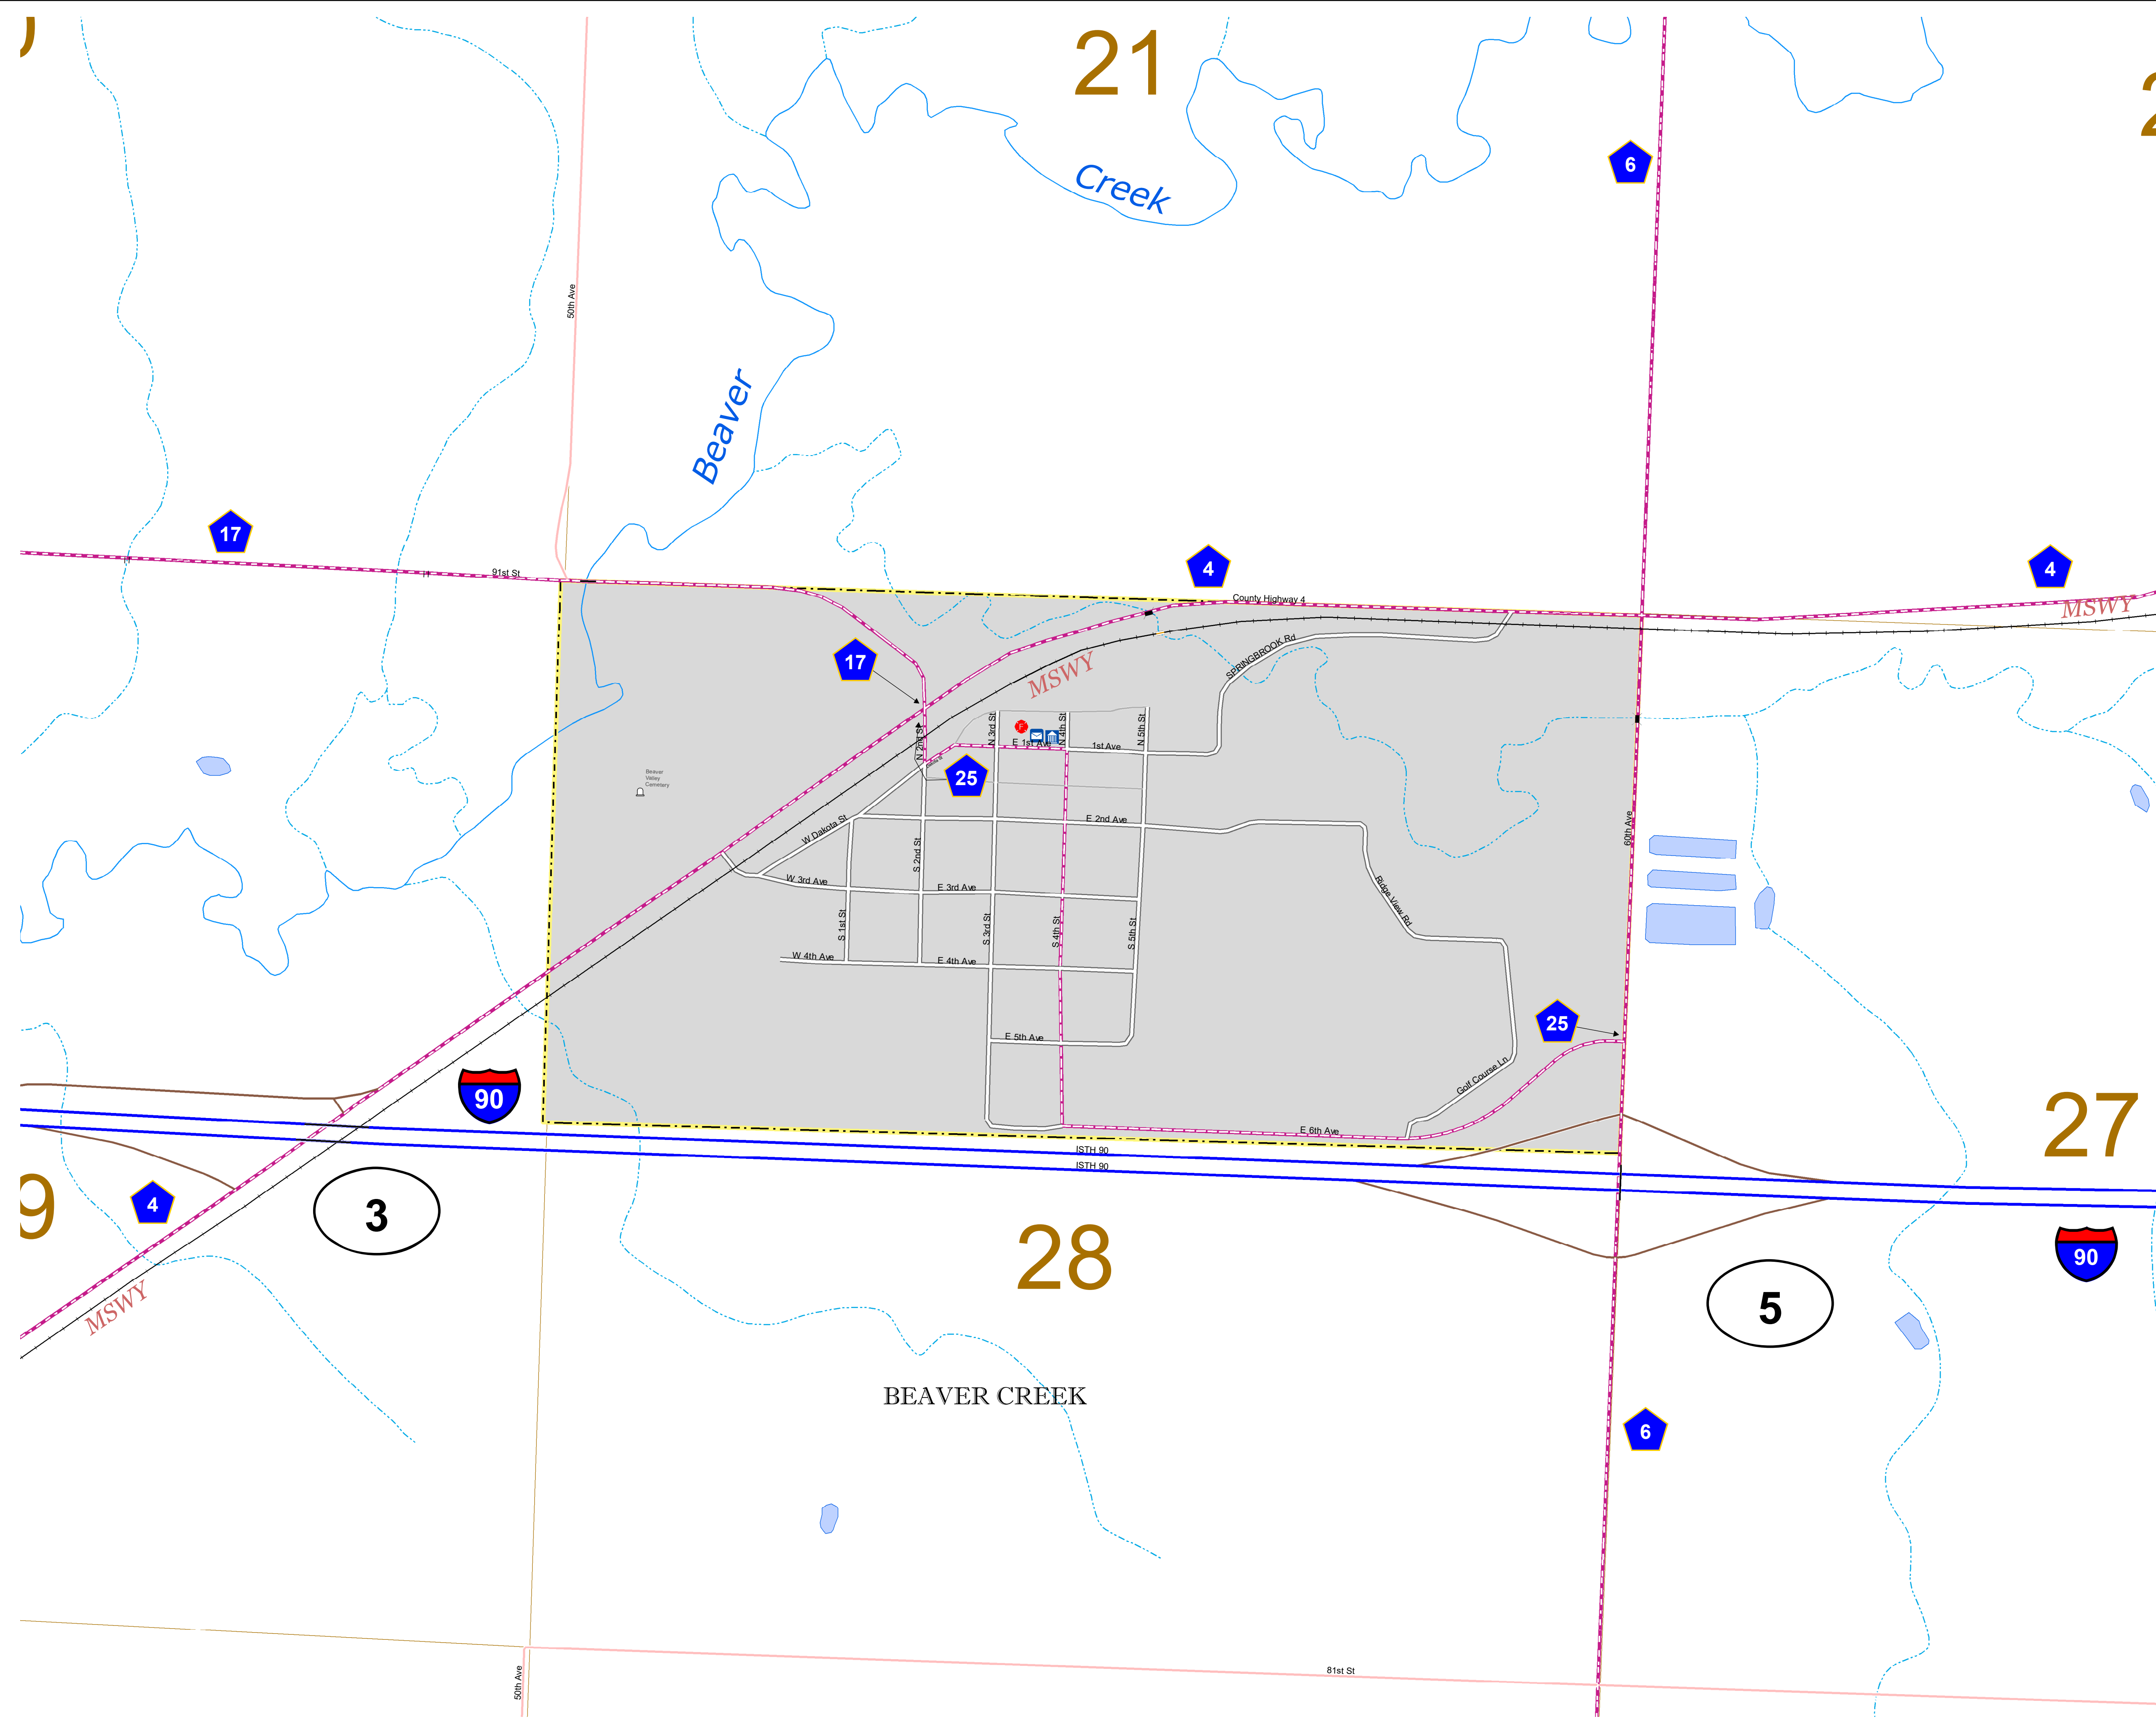 21
6
Creek
50th Ave
Beaver
17
91st St
4
4
County Highway 4
MSWY
17
MSWY
SPRINGBROOK Rd
N 2nd St
N 3rd St
F
N 4th St
N 5th St
E 1st Ave
1st Ave
25
Beaver
Valley
Cemetery
W Dakota St
E 2nd Ave
60th Ave
S 2nd St
W 3rd Ave
E 3rd Ave
Ridge View Rd
S 1st St
S 3rd St
S 4th St
S 5th St
W 4th Ave
E 4th Ave
25
E 5th Ave
Golf Course Ln
90
E 6th Ave
27
ISTH 90
ISTH 90
9
4
3
28
90
5
MSWY
BEAVER CREEK
6
81st St
50th Ave